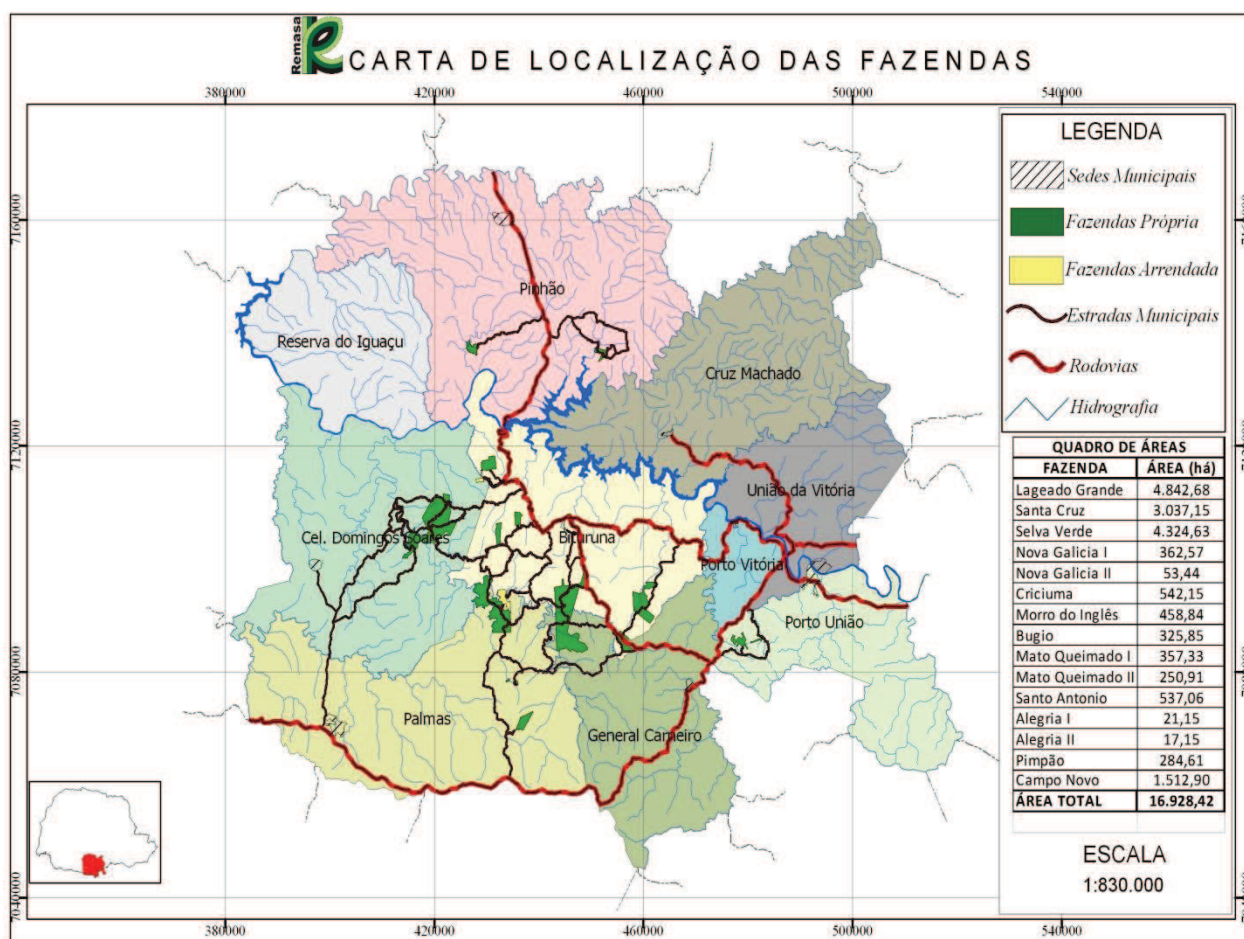 Remasa
CARTA DE LOCALIZAÇÃO DAS FAZENDAS
380000 420000 460000 500000 540000
7160000
7120000
7080000
7040000
Pinhão
Reserva do Iguaçu
Cruz Machado
União da Vitória
Cel. Domingos Soares
Bituruna
Porto Vitória
Porto União
Palmas
General Carneiro
380000 420000 460000 500000 540000
LEGENDA
Sedes Municipais
Fazendas Própria
Fazendas Arrendada
Estradas Municipais
Rodovias
Hidrografia
QUADRO DE ÁREAS
FAZENDA ÁREA (há)
Lageado Grande 4.842,68
Santa Cruz 3.037,15
Selva Verde 4.324,63
Nova Galicia I 362,57
Nova Galicia II 53,44
Criciuma 542,15
Morro do Inglês 458,84
Bugio 325,85
Mato Queimado I 357,33
Mato Queimado II 250,91
Santo Antonio 537,06
Alegria I 21,15
Alegria II 17,15
Pimpão 284,61
Campo Novo 1.512,90
ÁREA TOTAL 16.928,42
ESCALA
1:830.000